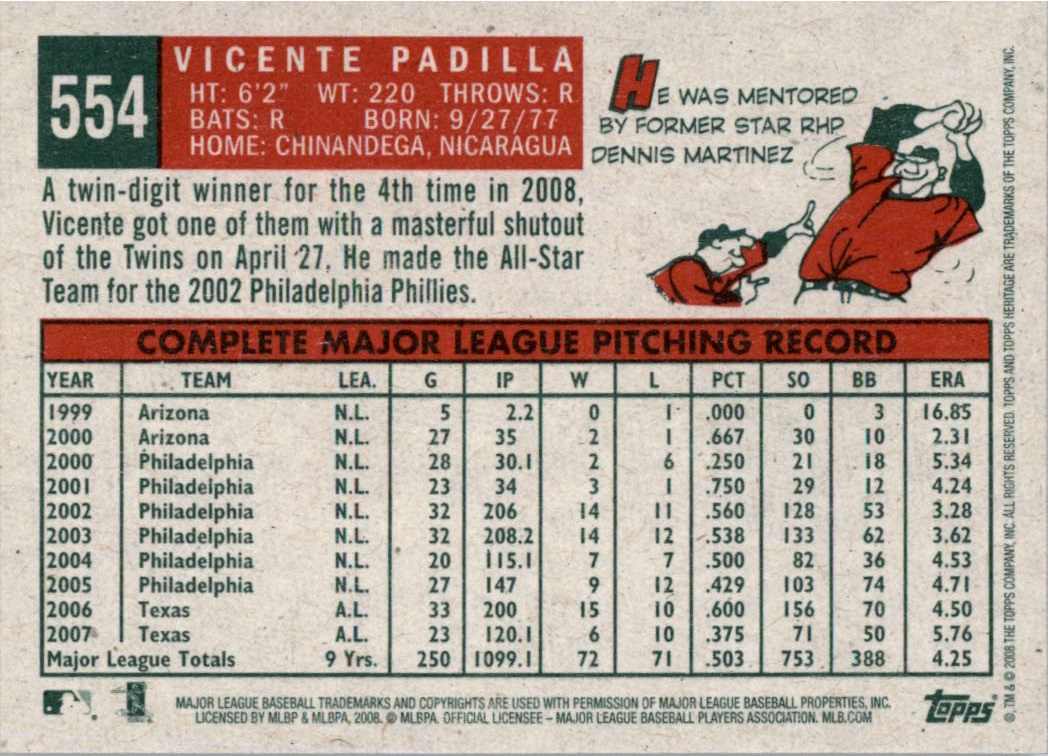 554
VICENTE PADILLA
HT: 6'2" WT: 220 THROWS: R
BATS: R BORN: 9/27/77
HOME: CHINANDEGA, NICARAGUA
HE WAS MENTORED
BY FORMER STAR RHP
DENNIS MARTINEZ
A twin-digit winner for the 4th time in 2008,
Vicente got one of them with a masterful shutout
of the Twins on April 27. He made the All-Star
Team for the 2002 Philadelphia Phillies.
COMPLETE MAJOR LEAGUE PITCHING RECORD
YEAR TEAM LEA. G IP W L PCT SO BB ERA
1999 Arizona N.L. 5 2.2 0 1 .000 0 3 16.85
2000 Arizona N.L. 27 35 2 1 .667 30 10 2.31
2000 Philadelphia N.L. 28 30.1 2 6 .250 21 18 5.34
2001 Philadelphia N.L. 23 34 3 1 .750 29 12 4.24
2002 Philadelphia N.L. 32 206 14 11 .560 128 53 3.28
2003 Philadelphia N.L. 32 208.2 14 12 .538 133 62 3.62
2004 Philadelphia N.L. 20 115.1 7 7 .500 82 36 4.53
2005 Philadelphia N.L. 27 147 9 12 .429 103 74 4.71
2006 Texas A.L. 33 200 15 10 .600 156 70 4.50
2007 Texas A.L. 23 120.1 6 10 .375 71 50 5.76
Major League Totals 9 Yrs. 250 1099.1 72 71 .503 753 388 4.25
MAJOR LEAGUE BASEBALL TRADEMARKS AND COPYRIGHTS ARE USED WITH PERMISSION OF MAJOR LEAGUE BASEBALL PROPERTIES, INC.
LICENSED BY MLBP & MLBPA, 2008. © MLBPA. OFFICIAL LICENSEE – MAJOR LEAGUE BASEBALL PLAYERS ASSOCIATION. MLB.COM
Topps
®, TM & © 2008 THE TOPPS COMPANY, INC. ALL RIGHTS RESERVED. TOPPS AND TOPPS HERITAGE ARE TRADEMARKS OF THE TOPPS COMPANY, INC.